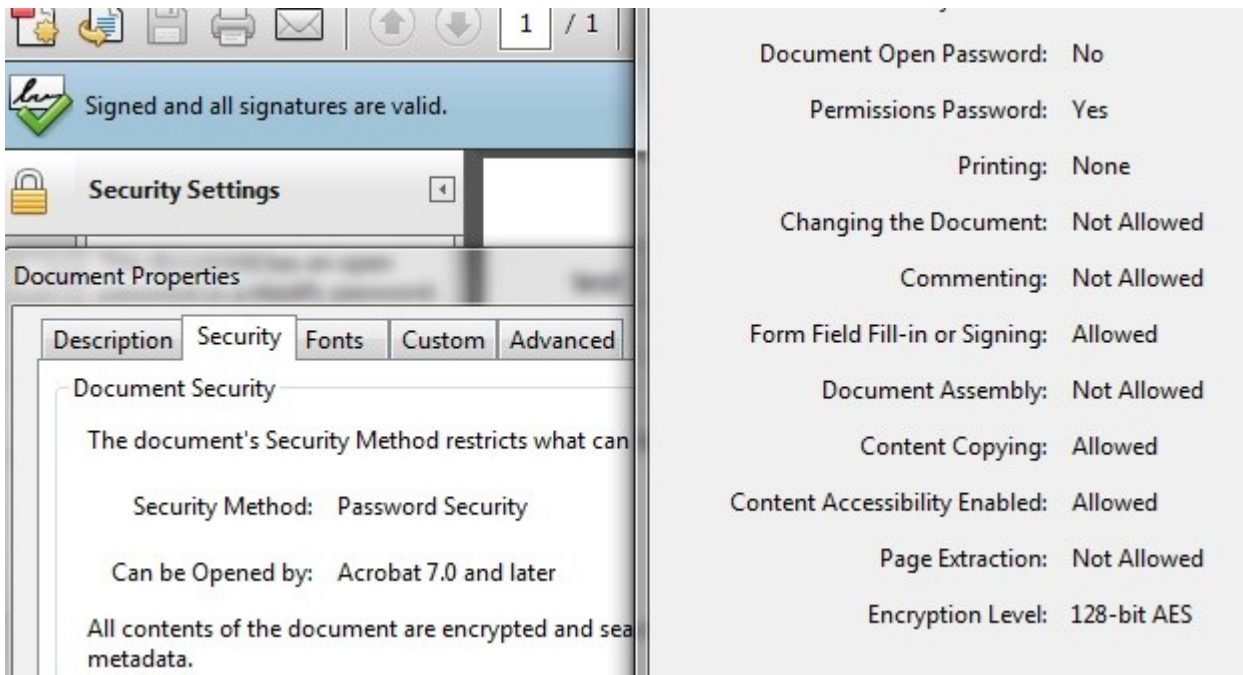 1 / 1
Signed and all signatures are valid.
Security Settings
Document Properties
Description Security Fonts Custom Advanced
Document Security
The document's Security Method restricts what can
Security Method: Password Security
Can be Opened by: Acrobat 7.0 and later
All contents of the document are encrypted and sea
metadata.
Document Open Password: No
Permissions Password: Yes
Printing: None
Changing the Document: Not Allowed
Commenting: Not Allowed
Form Field Fill-in or Signing: Allowed
Document Assembly: Not Allowed
Content Copying: Allowed
Content Accessibility Enabled: Allowed
Page Extraction: Not Allowed
Encryption Level: 128-bit AES